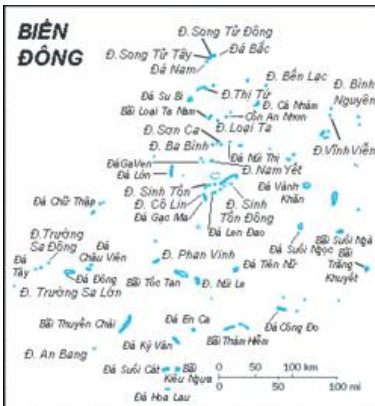 BIỂN
ĐÔNG
Đ. Song Tử Đông
Đ. Song Tử Tây
Đá Bắc
Đá Nam
Đ. Bến Lạc
Đ. Bình
Nguyên
Đá Su Bi
Đ. Thị Tứ
Đ. Cá Nhám
Bãi Loại Ta Nam
Cồn An Nhơn
Đ. Sơn Ca
Đ. Loại Ta
Đ. Ba Bình
Đ. Vĩnh Viễn
Đá GaVen
Đá Núi Thị
Đá Lớn
Đ. Nam Yết
Đ. Sinh Tồn
Đá Vành
Khăn
Đá Chữ Thập
Đ. Cô Lin
Đ. Sinh
Tồn Đông
Đá Gạc Ma
Đá Len Đao
Đ. Trường
Sa Đông
Đá Suối Ngọc
Bãi Suối Ngà
Đá
Tây
Đá
Châu Viên
Đ. Phan Vinh
Bãi
Trăng
Khuyết
Đá Đông
Đá Tiên Nữ
Đ. Trường Sa Lớn
Bãi Tốc Tan
Đ. Núi Le
Bãi Thuyền Chài
Đá Én Ca
Đá Công Đo
Đá Kỳ Vân
Bãi Thám Hiểm
Đ. An Bang
Đá Suối Cát
Bãi
Kiêu Ngựa
Đá Hoa Lau
0 50 100 km
0 50 100 mi